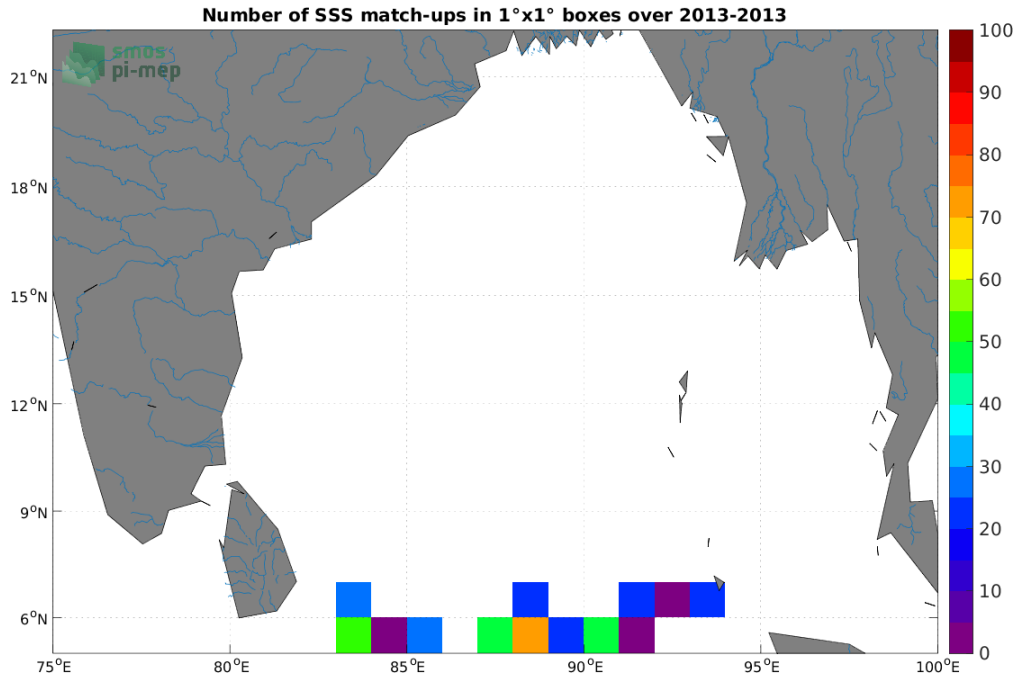 Number of SSS match-ups in 1°x1° boxes over 2013-2013
smos
pi-mep
21°N
18°N
15°N
12°N
9°N
6°N
75°E 80°E 85°E 90°E 95°E 100°E
100
90
80
70
60
50
40
30
20
10
0